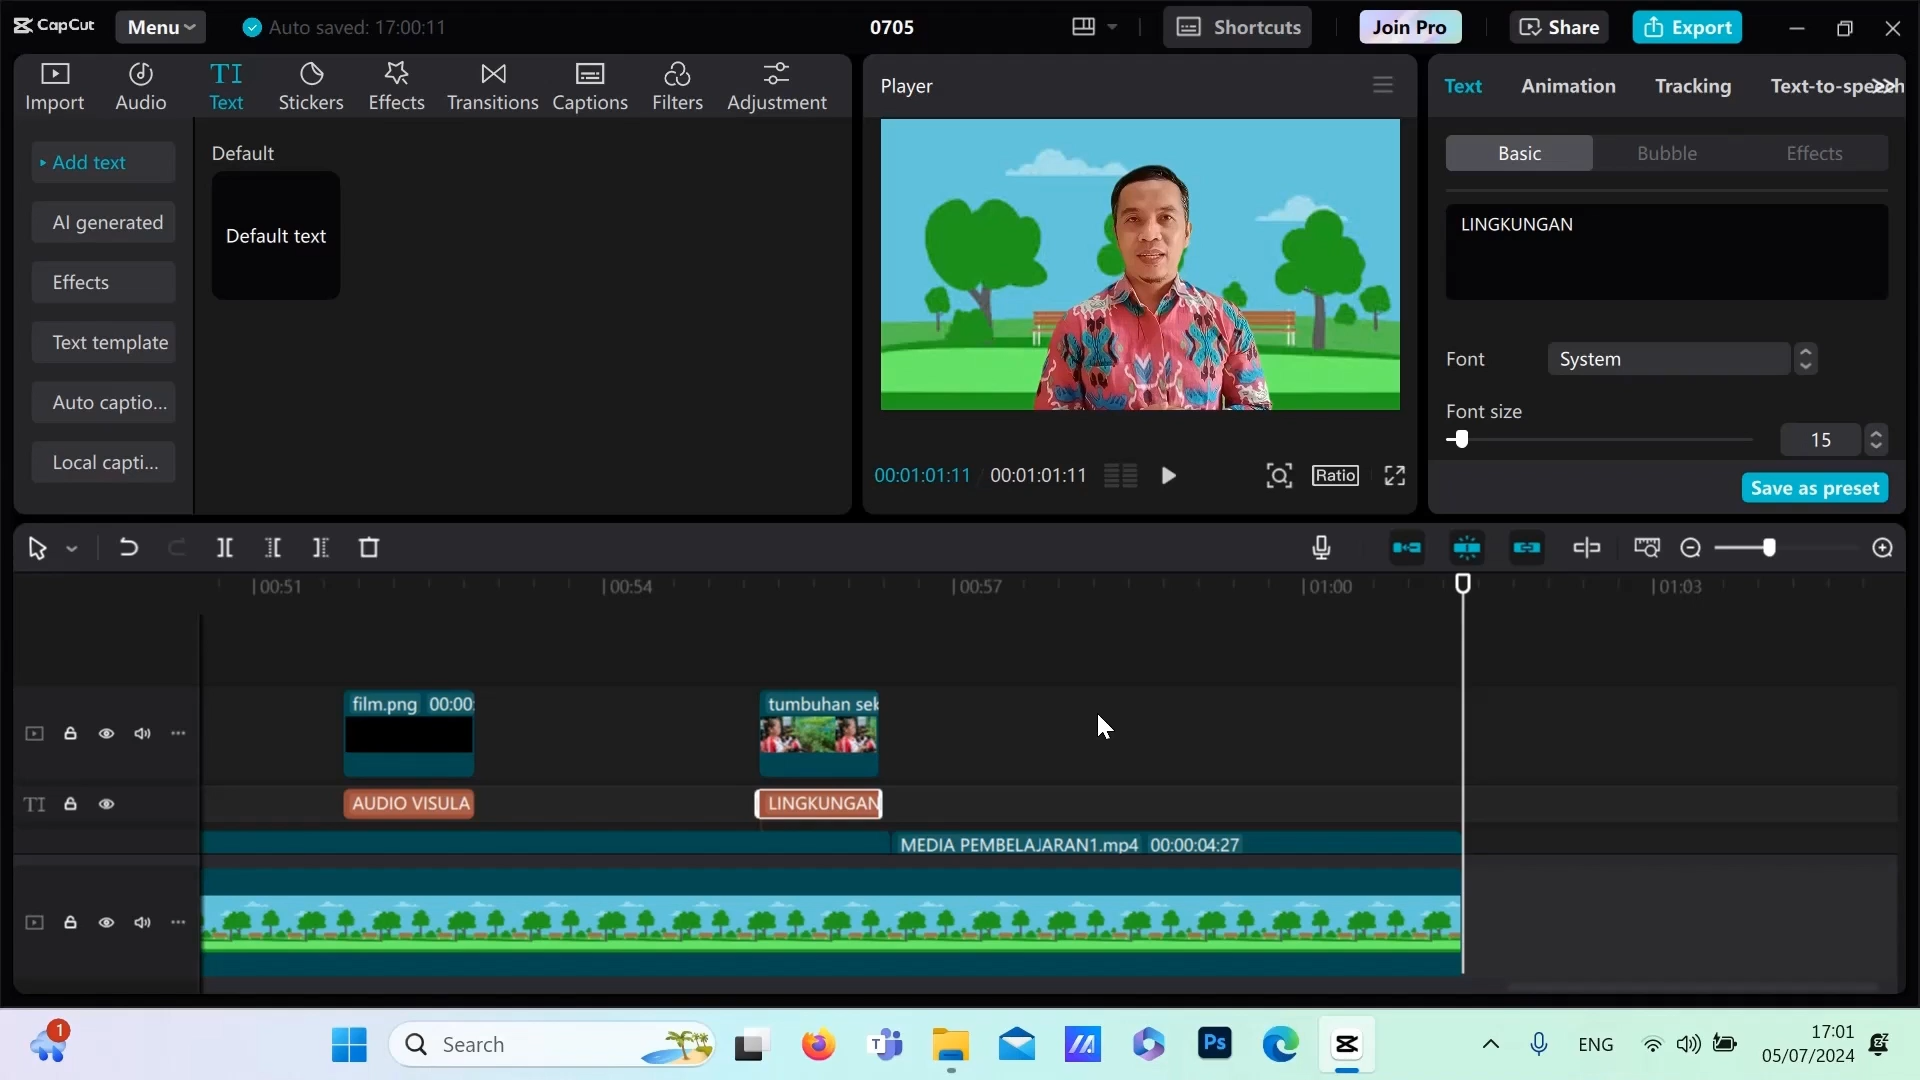 CapCut
Menu
Auto saved: 17:00:11
0705
Shortcuts
Join Pro
Share
Export
Import
Audio
TI
Text
Stickers
Effects
Transitions
Captions
Filters
Adjustment
Add text
AI generated
Effects
Text template
Auto captio...
Local capti...
Default
Default text
Player
00:01:01:11
00:01:01:11
Ratio
Text
Animation
Tracking
Text-to-speech
Basic
Bubble
Effects
LINGKUNGAN
Font
System
Font size
15
Save as preset
00:51
00:54
00:57
01:00
01:03
film.png 00:00:
tumbuhan sek
TI
AUDIO VISULA
LINGKUNGAN
MEDIA PEMBELAJARAN1.mp4 00:00:04:27
1
Search
T
Ps
ENG
17:01
05/07/2024